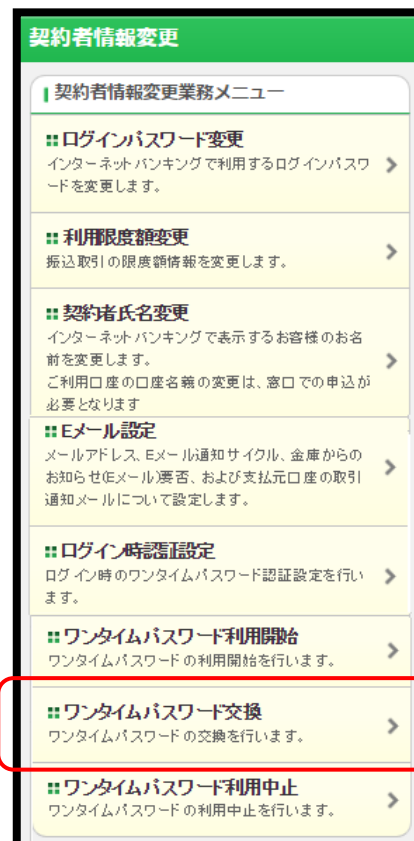 契約者情報変更
契約者情報変更業務メニュー
ログインパスワード変更
インターネットバンキングで利用するログインパスワ
ードを変更します。
利用限度額変更
振込取引の限度額情報を変更します。
契約者氏名変更
インターネットバンキングで表示するお客様のお名
前を変更します。
ご利用口座の口座名義の変更は、窓口での申込が
必要となります
Eメール設定
メールアドレス、Eメール通知サイクル、金庫からの
お知らせ(Eメール)要否、および支払元口座の取引
通知メールについて設定します。
ログイン時認証設定
ログイン時のワンタイムパスワード認証設定を行い
ます。
ワンタイムパスワード利用開始
ワンタイムパスワードの利用開始を行います。
ワンタイムパスワード交換
ワンタイムパスワードの交換を行います。
ワンタイムパスワード利用中止
ワンタイムパスワードの利用中止を行います。